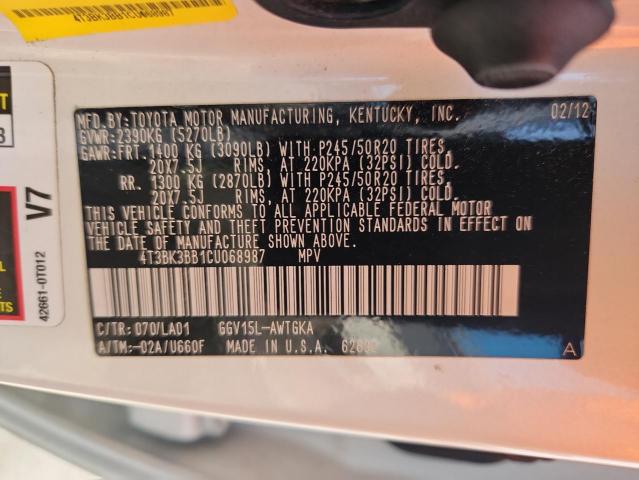 4T3BK3BB1CU068987
MFD.BY:TOYOTA MOTOR MANUFACTURING, KENTUCKY, INC. 02/12
GVWR:2390KG (5270LB)
GAWR:FRT. 1400 KG (3090LB) WITH P245/50R20 TIRES,
20X7.5J RIMS, AT 220KPA (32PSI) COLD.
RR. 1300 KG (2870LB) WITH P245/50R20 TIRES,
20X7.5J RIMS, AT 220KPA (32PSI) COLD.
THIS VEHICLE CONFORMS TO ALL APPLICABLE FEDERAL MOTOR
VEHICLE SAFETY AND THEFT PREVENTION STANDARDS IN EFFECT ON
THE DATE OF MANUFACTURE SHOWN ABOVE.
4T3BK3BB1CU068987 MPV
C/TR: 070/LA01 GGV15L-AWTGKA
A/TM:-02A/U660F MADE IN U.S.A. A
V7
42661-0T012